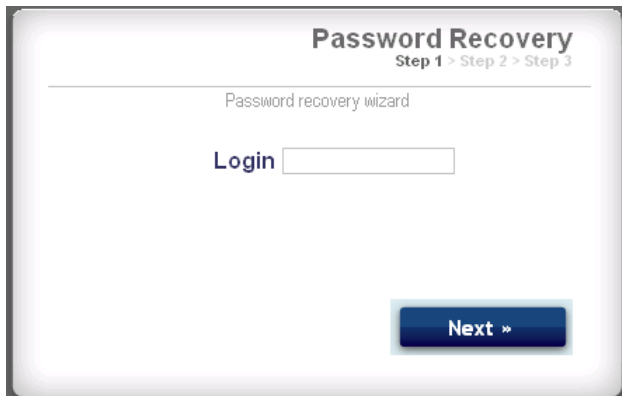 Password Recovery
Step 1 > Step 2 > Step 3
Password recovery wizard
Login
Next »